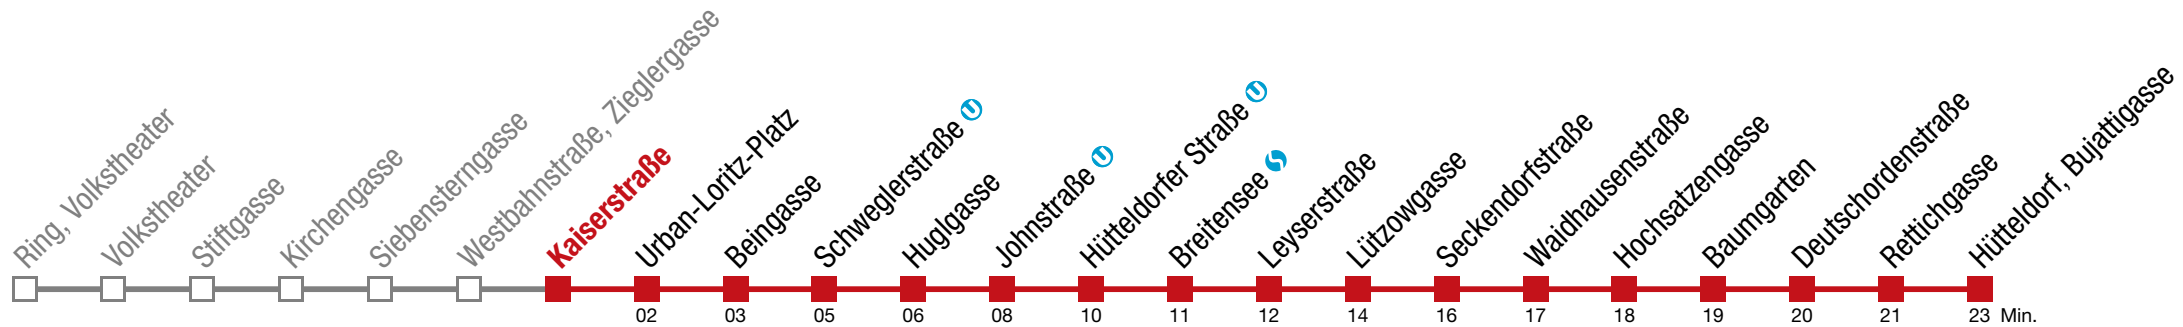 Ring, Volkstheater
Volkstheater
Stiftgasse
Kirchengasse
Siebensterngasse
Westbahnstraße, Zieglergasse
Kaiserstraße
Urban-Loritz-Platz
Beingasse
Schweglerstraße U
Huglgasse
Johnstraße U
Hütteldorfer Straße U
Breitensee S
Leyserstraße
Lützowgasse
Seckendorfstraße
Waidhausenstraße
Hochsatzengasse
Baumgarten
Deutschordenstraße
Rettichgasse
Hütteldorf, Bujattigasse
02 03 05 06 08 10 11 12 14 16 17 18 19 20 21 23 Min.